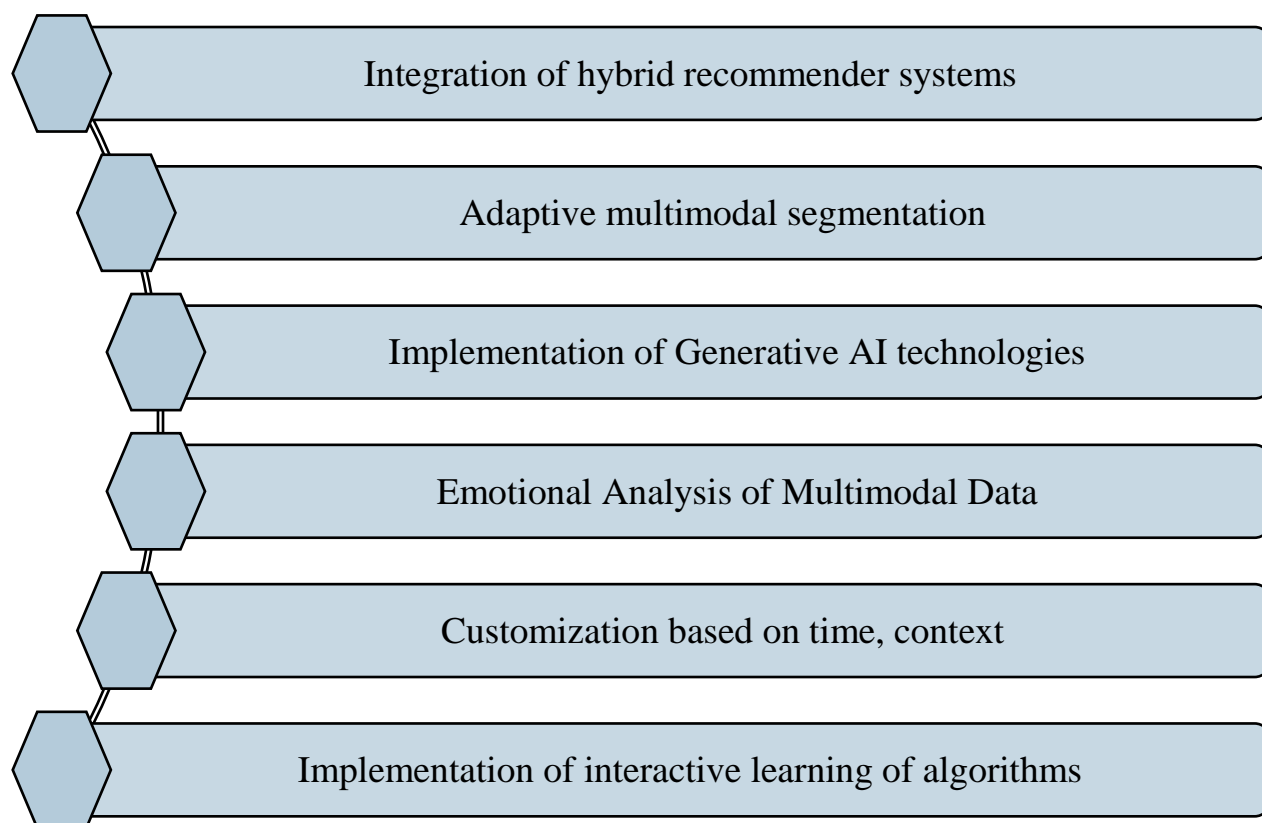 Integration of hybrid recommender systems
Adaptive multimodal segmentation
Implementation of Generative AI technologies
Emotional Analysis of Multimodal Data
Customization based on time, context
Implementation of interactive learning of algorithms